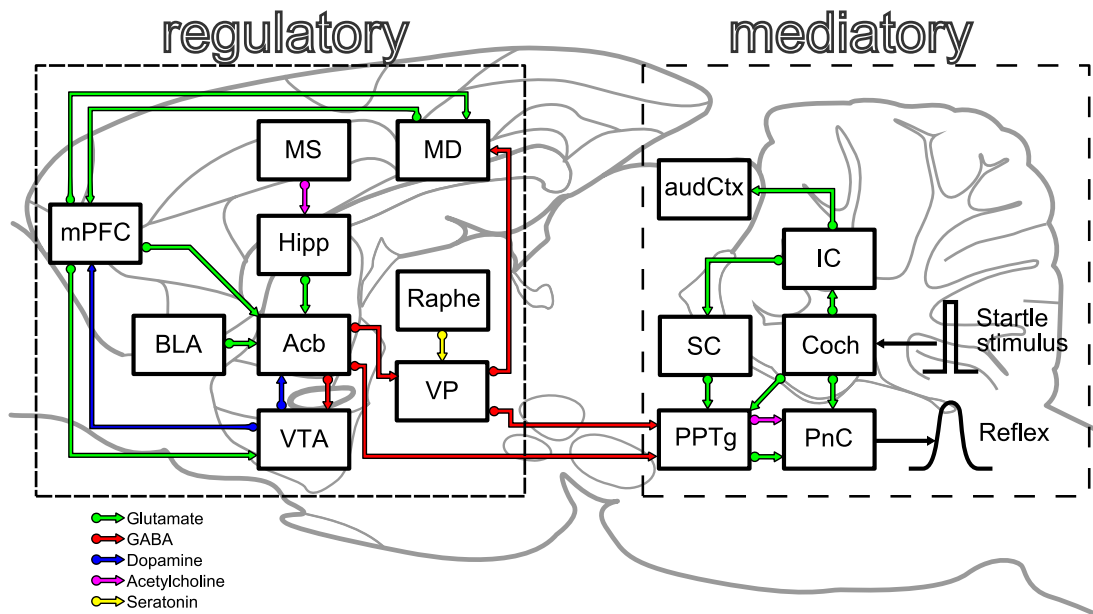 regulatory
mediatory
MS
MD
audCtx
mPFC
Hipp
IC
Raphe
BLA
Acb
SC
Coch
Startle
stimulus
VP
VTA
PPTg
PnC
Reflex
Glutamate
GABA
Dopamine
Acetylcholine
Seratonin